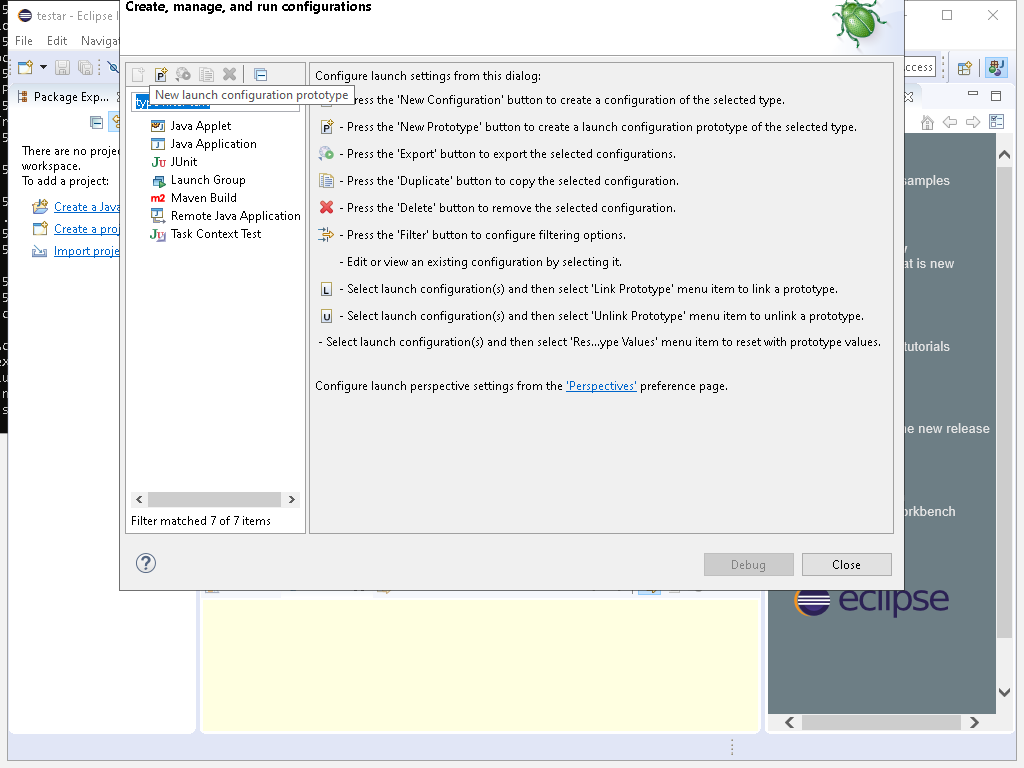 testar - Eclipse I
Create, manage, and run configurations
File Edit Naviga
Package Exp...
There are no proje
workspace.
To add a project:
Create a Java
Create a proj
Import proje
New launch configuration prototype
Java Applet
Java Application
Ju JUnit
Launch Group
m2 Maven Build
Remote Java Application
Task Context Test
Filter matched 7 of 7 items
Configure launch settings from this dialog:
Press the 'New Configuration' button to create a configuration of the selected type.
- Press the 'New Prototype' button to create a launch configuration prototype of the selected type.
- Press the 'Export' button to export the selected configurations.
- Press the 'Duplicate' button to copy the selected configuration.
- Press the 'Delete' button to remove the selected configuration.
- Press the 'Filter' button to configure filtering options.
- Edit or view an existing configuration by selecting it.
L - Select launch configuration(s) and then select 'Link Prototype' menu item to link a prototype.
U - Select launch configuration(s) and then select 'Unlink Prototype' menu item to unlink a prototype.
- Select launch configuration(s) and then select 'Res...ype Values' menu item to reset with prototype values.
Configure launch perspective settings from the 'Perspectives' preference page.
?
Debug
Close
ccess
samples
at is new
tutorials
ne new release
orkbench
eclipse